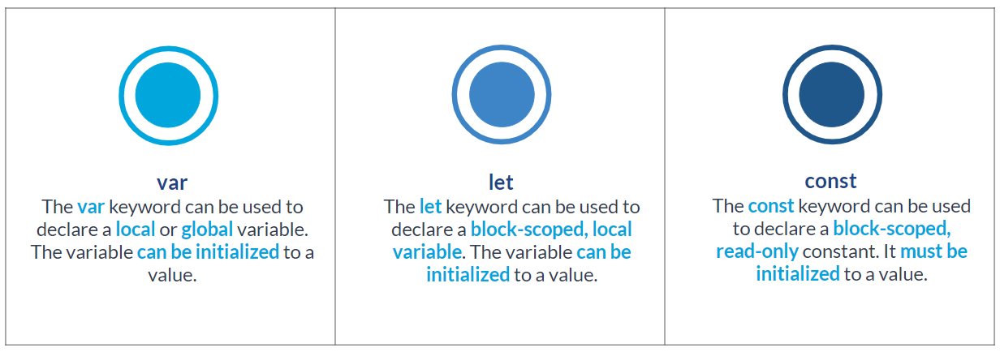 var
The var keyword can be used to
declare a local or global variable.
The variable can be initialized to a
value.
let
The let keyword can be used to
declare a block-scoped, local
variable. The variable can be
initialized to a value.
const
The const keyword can be used
to declare a block-scoped,
read-only constant. It must be
initialized to a value.